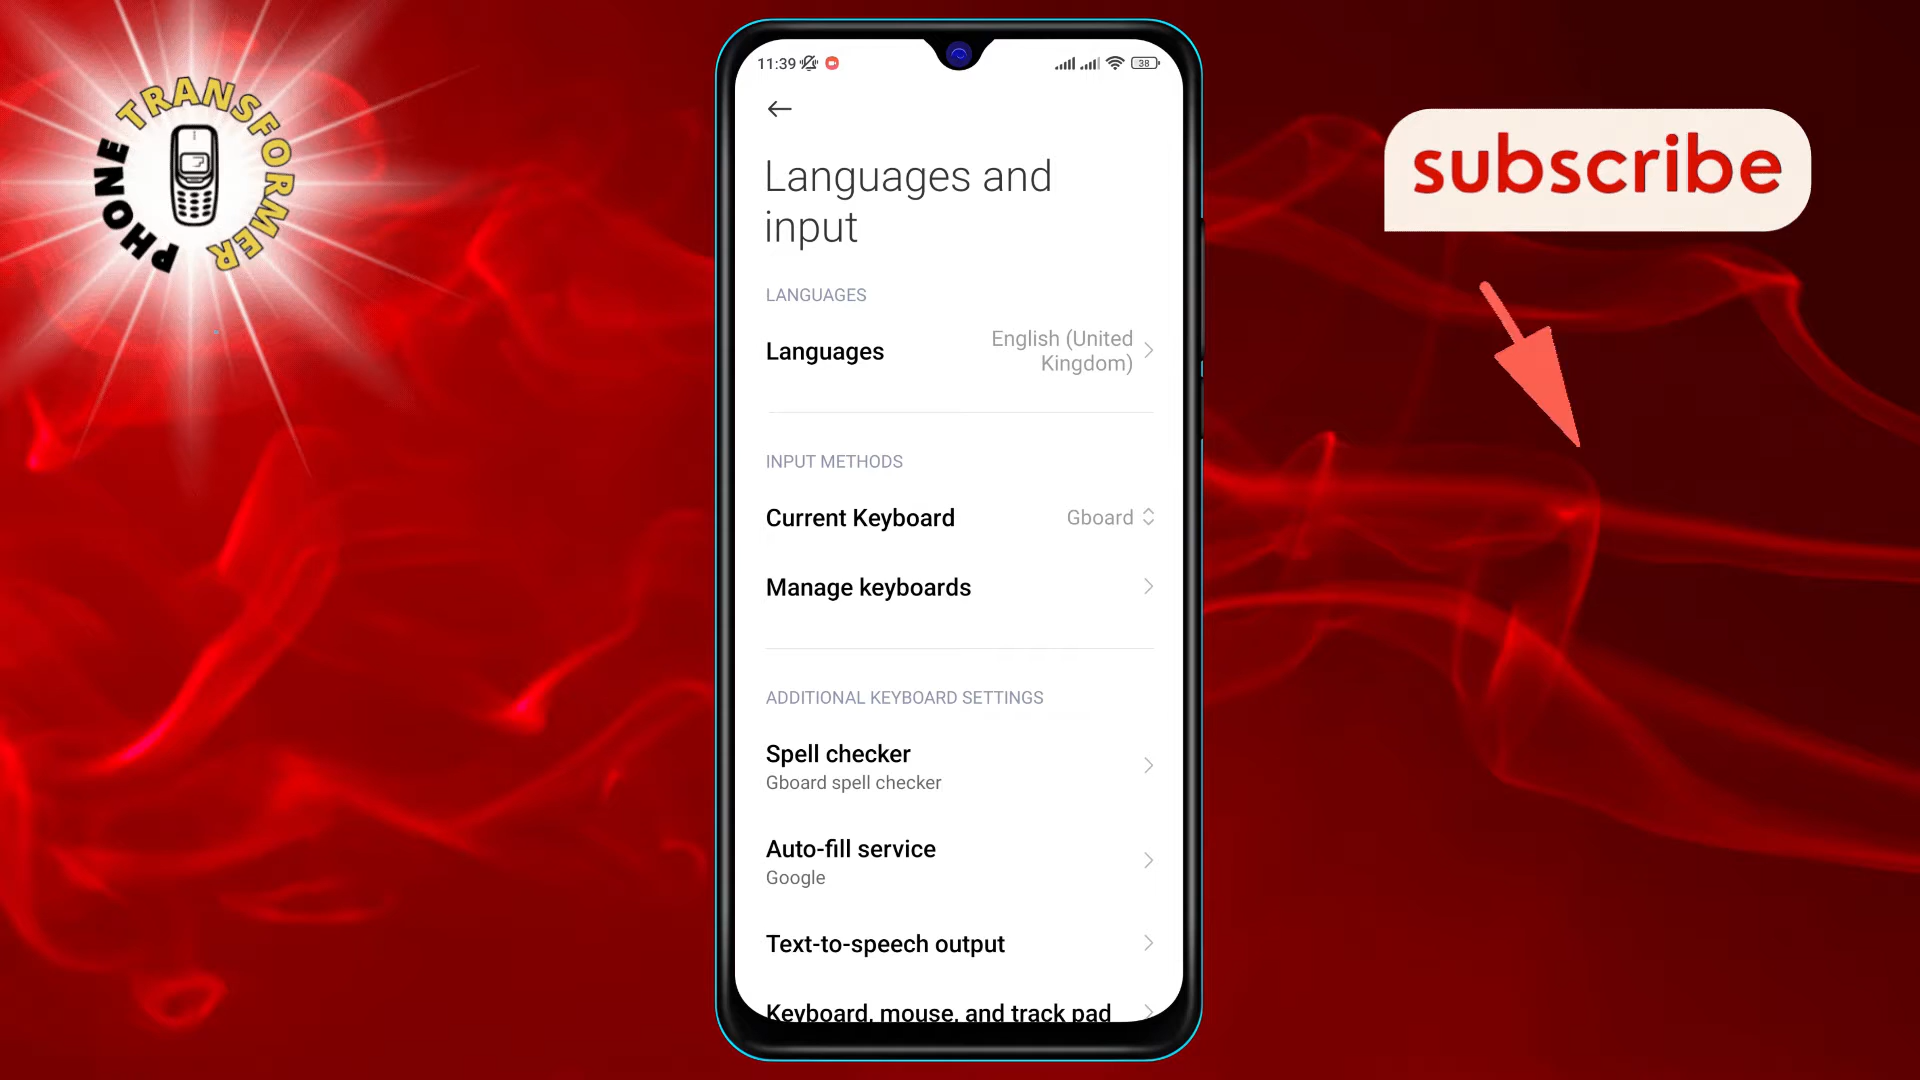 PHONE TRANSFORMER
11:39
38
Languages and
input
LANGUAGES
Languages
English (United
Kingdom)
INPUT METHODS
Current Keyboard
Gboard
Manage keyboards
ADDITIONAL KEYBOARD SETTINGS
Spell checker
Gboard spell checker
Auto-fill service
Google
Text-to-speech output
Keyboard, mouse, and track pad
subscribe